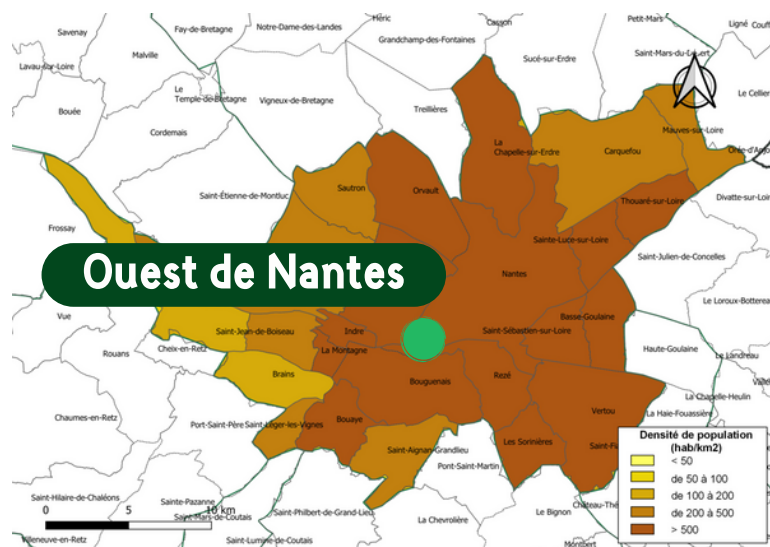 Savenay
Fay-de-Bretagne
Notre-Dame-des-Landes
Héric
Casson
Petit-Mars
Ligné
Couff
Grandchamp-des-Fontaines
Malville
Sucé-sur-Erdre
Saint-Mars-du-Désert
Lavau-sur-Loire
Le
Temple-de-Bretagne
Vigneux-de-Bretagne
Treillières
Le Cellier
Bouée
Cordemais
La
Chapelle-sur-Erdre
Carquefou
Mauves-sur-Loire
Orée-d'Anjou
Saint-Étienne-de-Montluc
Sautron
Orvault
Thouaré-sur-Loire
Divatte-sur-Loire
Frossay
Sainte-Luce-sur-Loire
Saint-Julien-de-Concelles
Ouest de Nantes
Nantes
Le Loroux-Bottereau
Vue
Saint-Jean-de-Boiseau
Indre
Saint-Sébastien-sur-Loire
Basse-Goulaine
Rouans
Cheix-en-Retz
La Montagne
Haute-Goulaine
Le Landreau
Brains
Bouguenais
Rezé
Vallet
La Chapelle-Heulin
Chaumes-en-Retz
Port-Saint-Père
Saint-Léger-les-Vignes
Bouaye
Vertou
La Haie-Fouassière
Saint-Aignan-Grandlieu
Les Sorinières
Pont-Saint-Martin
Saint-Fi
Densité de population
(hab/km2)
< 50
de 50 à 100
de 100 à 200
de 200 à 500
> 500
Saint-Hilaire-de-Chaléons
Sainte-Pazanne
0 5 10 km
Saint-Mars-de-Coutais
Saint-Philbert-de-Grand-Lieu
La Chevrolière
Le Bignon
Château-Thé
Villeneuve-en-Retz
Saint-Lumine-de-Coutais
Montbert